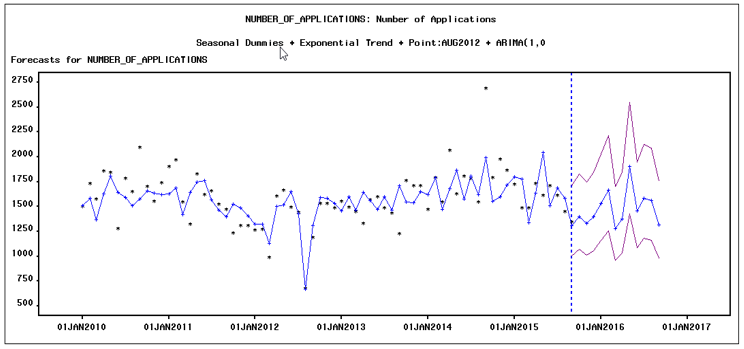 NUMBER_OF_APPLICATIONS: Number of Applications
Seasonal Dummies + Exponential Trend + Point:AUG2012 + ARIMA(1,0
Forecasts for NUMBER_OF_APPLICATIONS
2750
2500
2250
2000
1750
1500
1250
1000
750
500
01JAN2010 01JAN2011 01JAN2012 01JAN2013 01JAN2014 01JAN2015 01JAN2016 01JAN2017